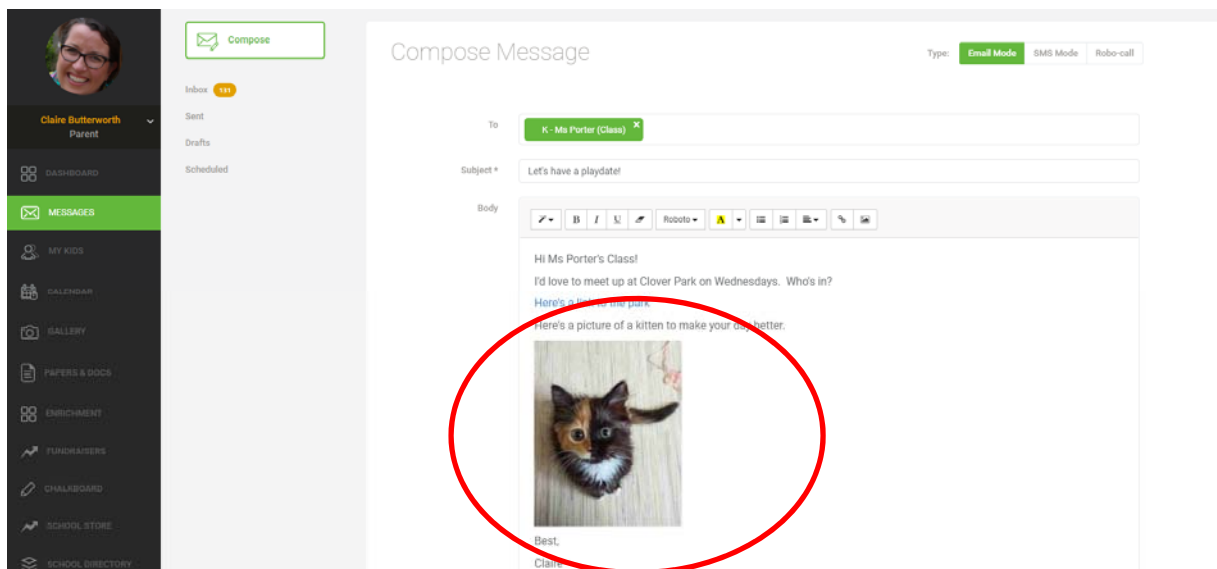 Claire Butterworth
Parent
DASHBOARD
MESSAGES
MY KIDS
CALENDAR
GALLERY
PAPERS & DOCS
ENRICHMENT
FUNDRAISERS
CHALKBOARD
SCHOOL STORE
SCHOOL DIRECTORY
Compose
Inbox 131
Sent
Drafts
Scheduled
Compose Message
Type: Email Mode SMS Mode Robo-call
To K - Ms Porter (Class) ×
Subject * Let's have a playdate!
Body
B I U Roboto A
Hi Ms Porter's Class!
I'd love to meet up at Clover Park on Wednesdays. Who's in?
Here's a link to the park
Here's a picture of a kitten to make your day better.
Best,
Claire